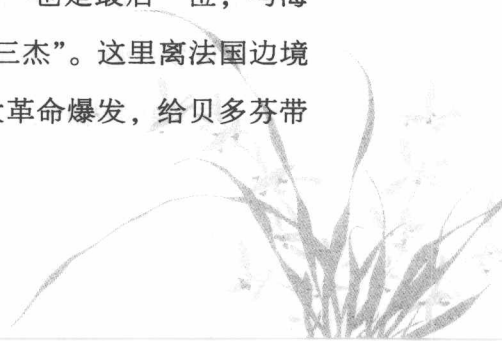 也是最后一位，与海
三杰”。这里离法国边境
革命爆发，给贝多芬带